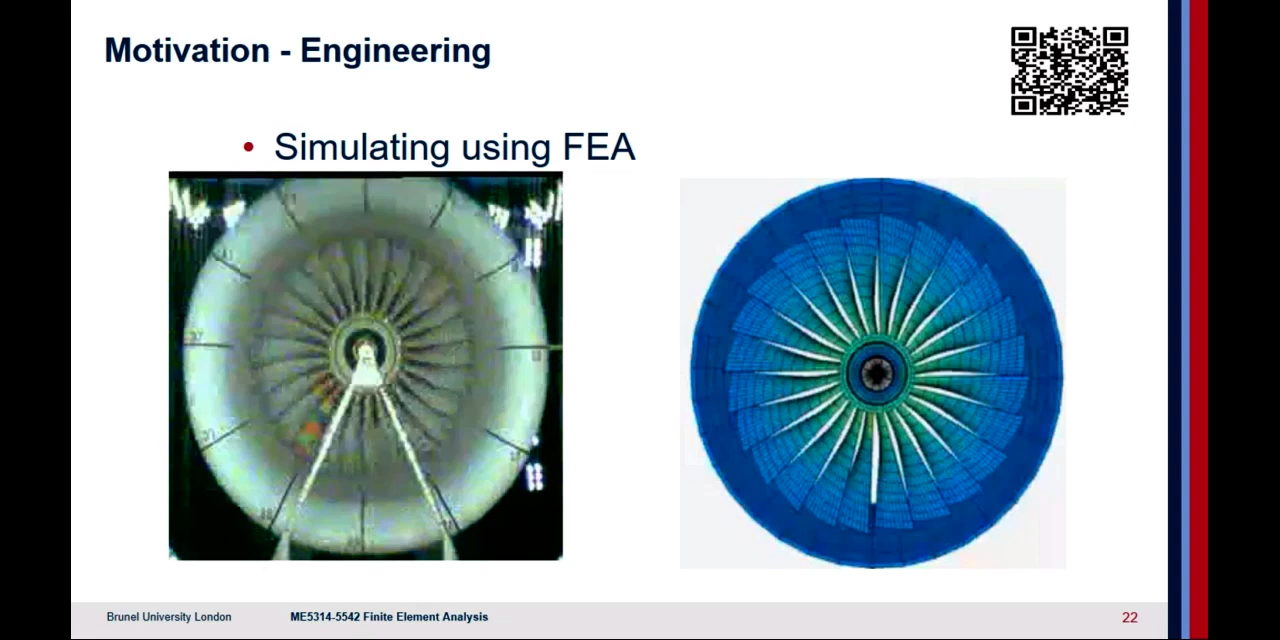 Motivation - Engineering
• Simulating using FEA
Brunel University London
ME5314-5542 Finite Element Analysis
22